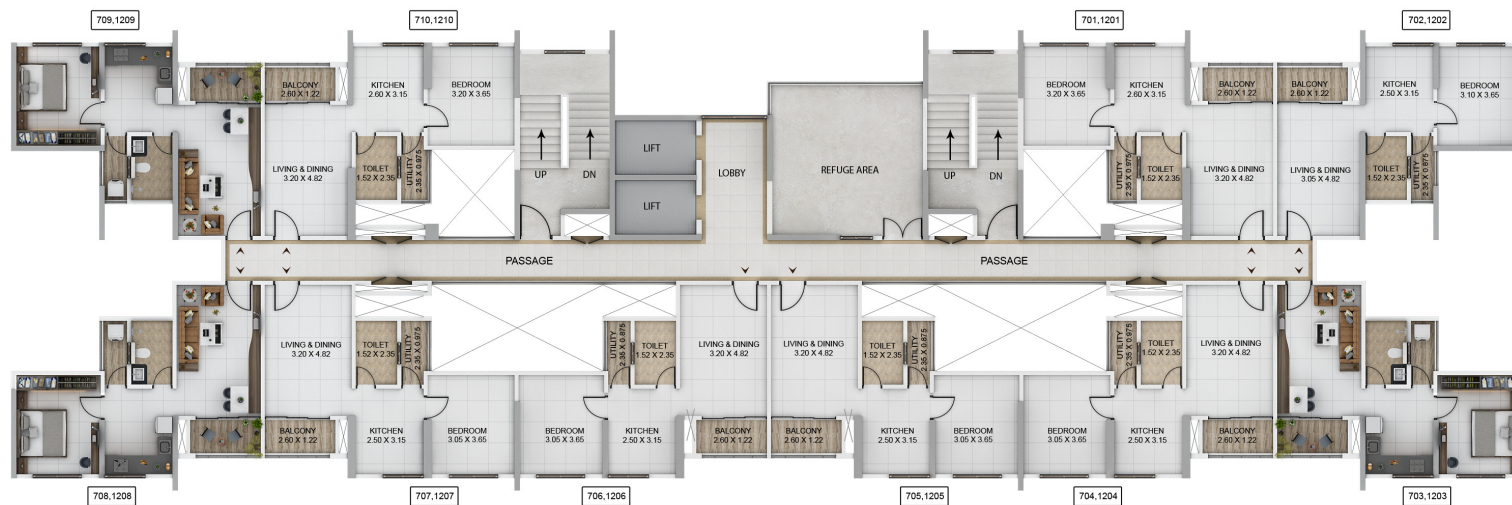 709,1209
710,1210
701,1201
702,1202
BALCONY
2.60 X 1.22
KITCHEN
2.60 X 3.15
BEDROOM
3.20 X 3.65
LIVING & DINING
3.20 X 4.82
TOILET
1.52 X 2.35
UTILITY
2.35 X 0.975
UP
DN
LIFT
LIFT
LOBBY
REFUGE AREA
UP
DN
BEDROOM
3.20 X 3.65
KITCHEN
2.60 X 3.15
UTILITY
2.35 X 0.975
TOILET
1.52 X 2.35
BALCONY
2.60 X 1.22
LIVING & DINING
3.20 X 4.82
BALCONY
2.60 X 1.22
LIVING & DINING
3.05 X 4.82
KITCHEN
2.50 X 3.15
BEDROOM
3.10 X 3.65
TOILET
1.52 X 2.35
UTILITY
2.35 X 0.875
PASSAGE
PASSAGE
LIVING & DINING
3.20 X 4.82
TOILET
1.52 X 2.35
UTILITY
2.35 X 0.975
BALCONY
2.60 X 1.22
KITCHEN
2.50 X 3.15
BEDROOM
3.05 X 3.65
BEDROOM
3.05 X 3.65
KITCHEN
2.50 X 3.15
UTILITY
2.35 X 0.875
TOILET
1.52 X 2.35
LIVING & DINING
3.20 X 4.82
BALCONY
2.60 X 1.22
LIVING & DINING
3.20 X 4.82
BALCONY
2.60 X 1.22
TOILET
1.52 X 2.35
UTILITY
2.35 X 0.675
KITCHEN
2.50 X 3.15
BEDROOM
3.05 X 3.65
BEDROOM
3.05 X 3.65
KITCHEN
2.50 X 3.15
UTILITY
2.35 X 0.975
TOILET
1.52 X 2.35
LIVING & DINING
3.20 X 4.82
BALCONY
2.60 X 1.22
708,1208
707,1207
706,1206
705,1205
704,1204
703,1203